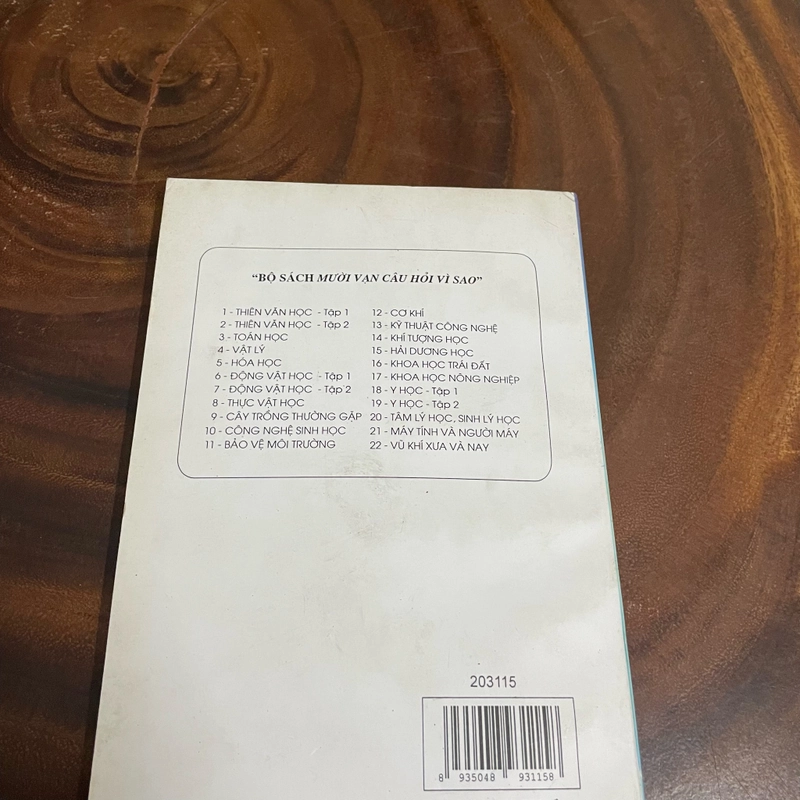 “BỘ SÁCH MƯỜI VẠN CÂU HỎI VÌ SAO”
1 - THIÊN VĂN HỌC - Tập 1
2 - THIÊN VĂN HỌC - Tập 2
3 - TOÁN HỌC
4 - VẬT LÝ
5 - HÓA HỌC
6 - ĐỘNG VẬT HỌC - Tập 1
7 - ĐỘNG VẬT HỌC - Tập 2
8 - THỰC VẬT HỌC
9 - CÂY TRỒNG THƯỜNG GẶP
10 - CÔNG NGHỆ SINH HỌC
11 - BẢO VỆ MÔI TRƯỜNG
12 - CƠ KHÍ
13 - KỸ THUẬT CÔNG NGHỆ
14 - KHÍ TƯỢNG HỌC
15 - HẢI DƯƠNG HỌC
16 - KHOA HỌC TRÁI ĐẤT
17 - KHOA HỌC NÔNG NGHIỆP
18 - Y HỌC - Tập 1
19 - Y HỌC - Tập 2
20 - TÂM LÝ HỌC, SINH LÝ HỌC
21 - MÁY TÍNH VÀ NGƯỜI MÁY
22 - VŨ KHÍ XƯA VÀ NAY
203115
8 935048 931158